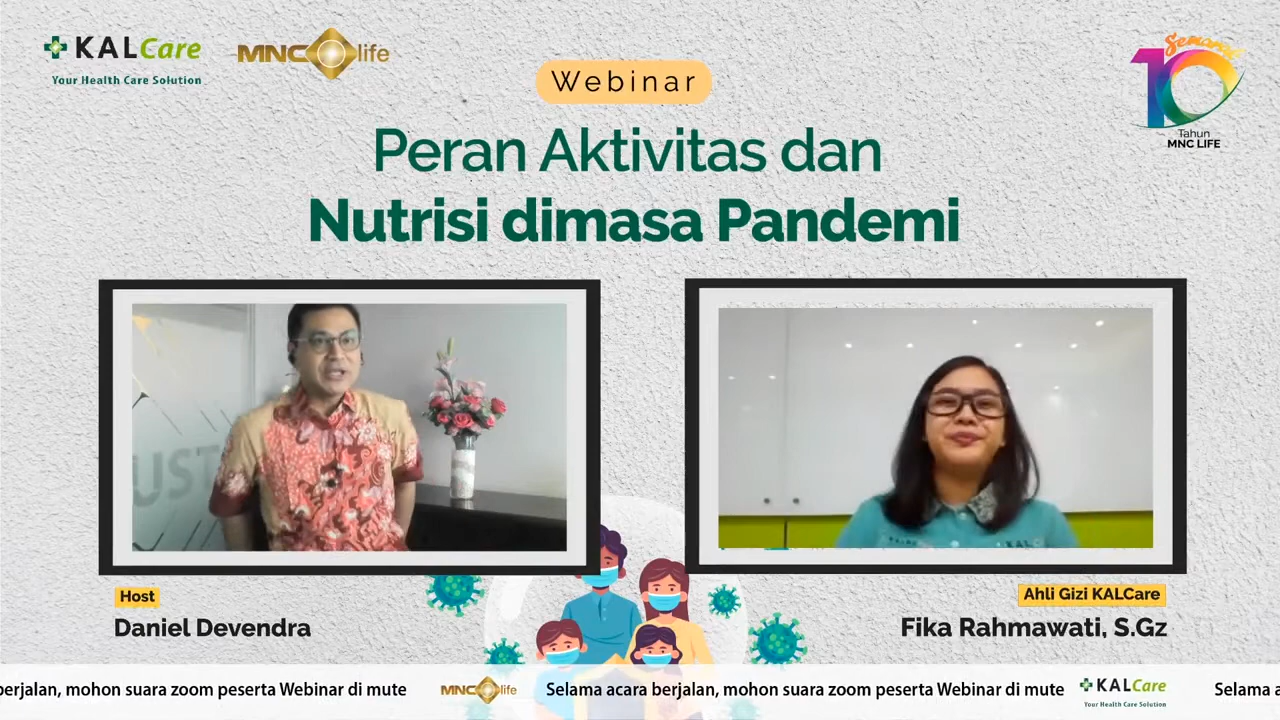 KALCare
Your Health Care Solution
MNC life
Webinar
Semarak
10
Tahun
MNC LIFE
Peran Aktivitas dan
Nutrisi dimasa Pandemi
UST
KALC
Host
Daniel Devendra
Ahli Gizi KALCare
Fika Rahmawati, S.Gz
berjalan, mohon suara zoom peserta Webinar di mute MNC life Selama acara berjalan, mohon suara zoom peserta Webinar di mute KALCare Your Health Care Solution Selama a